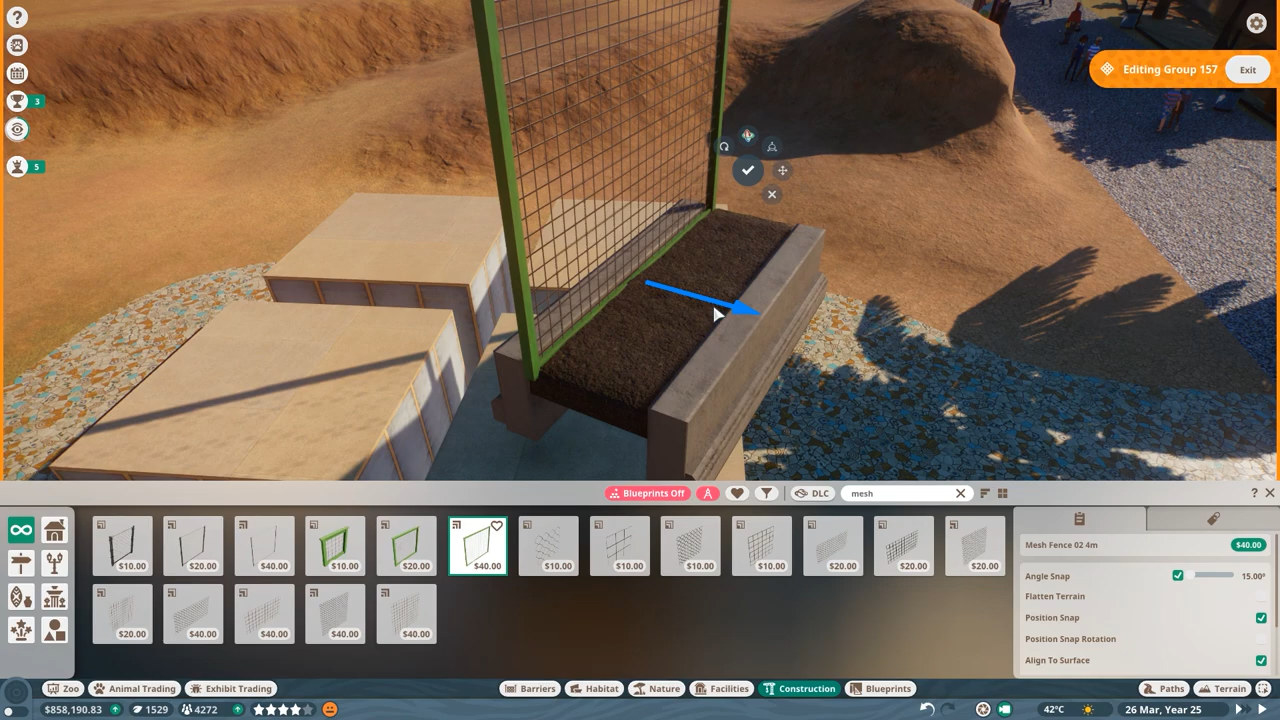 ?
Editing Group 157
Exit
3
5
Blueprints Off
DLC
mesh
?
$10.00
$20.00
$40.00
$10.00
$20.00
$40.00
$10.00
$10.00
$10.00
$10.00
$20.00
$20.00
$20.00
$20.00
$40.00
$40.00
$40.00
$40.00
Mesh Fence 02 4m
$40.00
Angle Snap
15.00°
Flatten Terrain
Position Snap
Position Snap Rotation
Align To Surface
Zoo
Animal Trading
Exhibit Trading
Barriers
Habitat
Nature
Facilities
Construction
Blueprints
Paths
Terrain
$858,190.83
1529
4272
42°C
26 Mar, Year 25